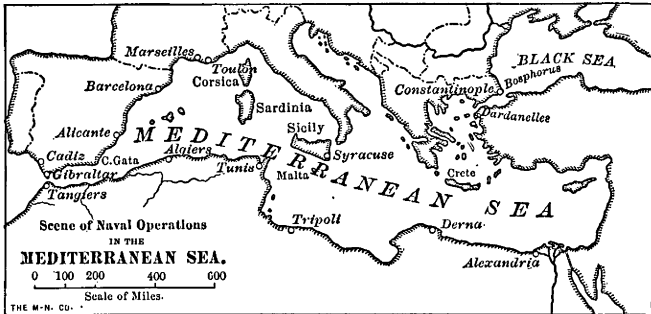 BLACK SEA
Marseilles
Toulon
Corsica
Constantinople
Bosphorus
Barcelona
Sardinia
Dardanelles
Alicante
MEDITERRANEAN SEA
Sicily
Cadiz
C. Gata
Algiers
Syracuse
Gibraltar
Tunis
Malta
Crete
Tangiers
Tripoli
Derna
Alexandria
Scene of Naval Operations
IN THE
MEDITERRANEAN SEA.
0 100 200 400 600
Scale of Miles.
THE M.-N. CO.